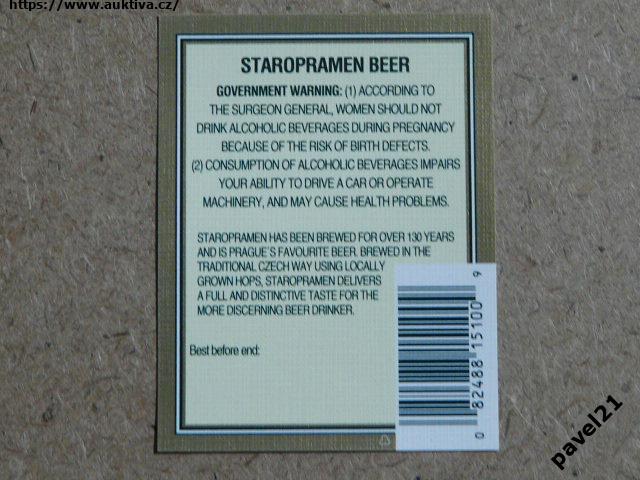 https://www.auktiva.cz/
STAROPRAMEN BEER
GOVERNMENT WARNING: (1) ACCORDING TO
THE SURGEON GENERAL, WOMEN SHOULD NOT
DRINK ALCOHOLIC BEVERAGES DURING PREGNANCY
BECAUSE OF THE RISK OF BIRTH DEFECTS.
(2) CONSUMPTION OF ALCOHOLIC BEVERAGES IMPAIRS
YOUR ABILITY TO DRIVE A CAR OR OPERATE
MACHINERY, AND MAY CAUSE HEALTH PROBLEMS.
STAROPRAMEN HAS BEEN BREWED FOR OVER 130 YEARS
AND IS PRAGUE'S FAVOURITE BEER. BREWED IN THE
TRADITIONAL CZECH WAY USING LOCALLY
GROWN HOPS, STAROPRAMEN DELIVERS
A FULL AND DISTINCTIVE TASTE FOR THE
MORE DISCERNING BEER DRINKER.
Best before end:
0 82488 15100 9
pavel21